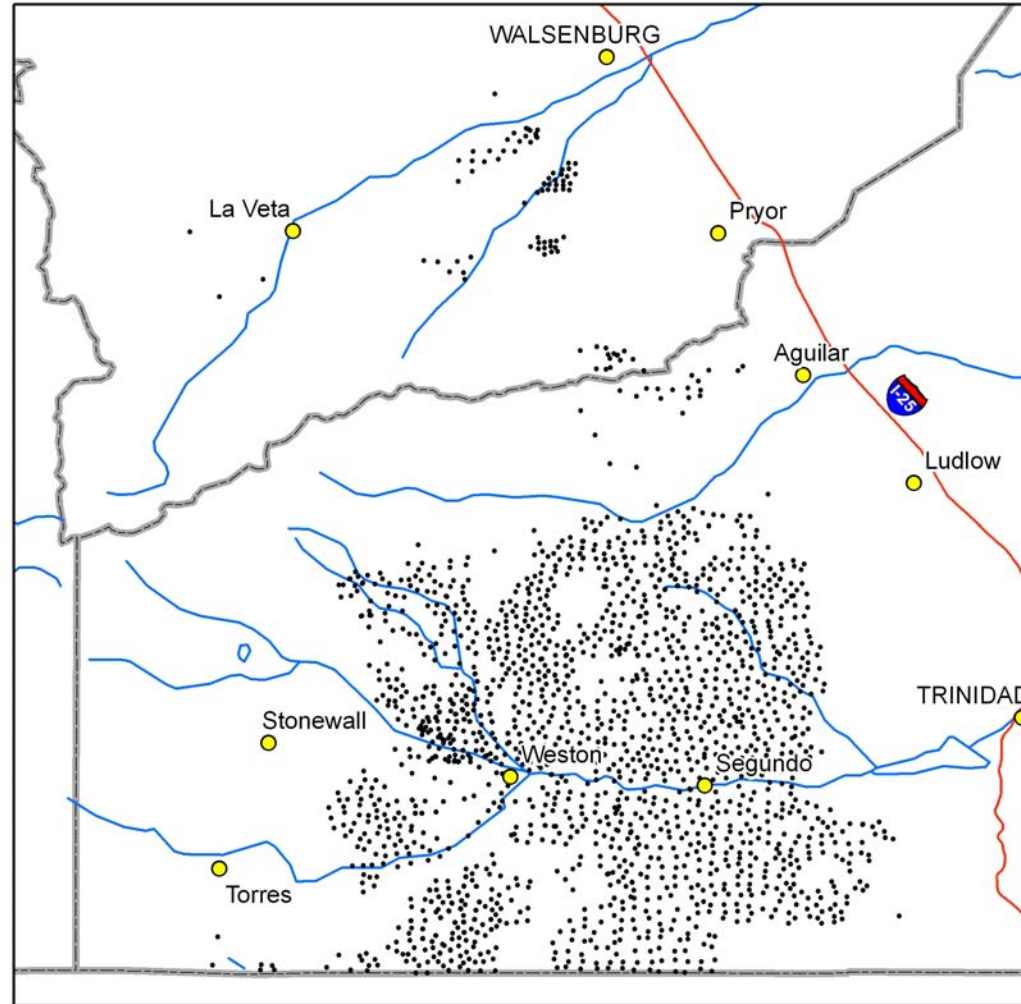 WALSENBURG
La Veta
Pryor
Aguilar
I-25
Ludlow
TRINIDAD
Stonewall
Weston
Segundo
Torres